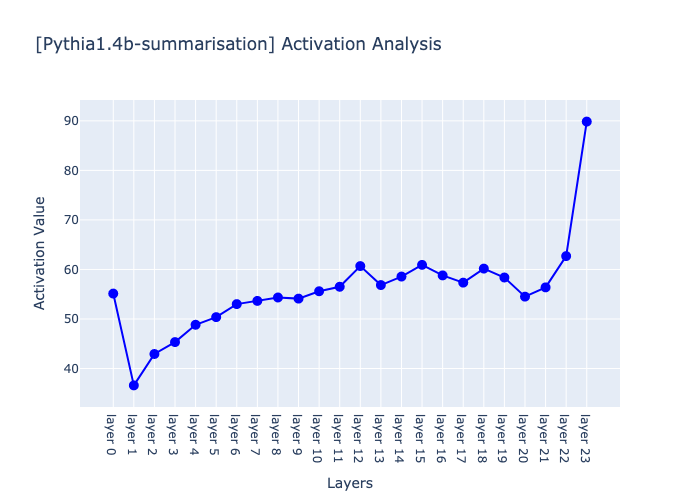 [Pythia1.4b-summarisation] Activation Analysis
Activation Value
90
80
70
60
50
40
layer 0
layer 1
layer 2
layer 3
layer 4
layer 5
layer 6
layer 7
layer 8
layer 9
layer 10
layer 11
layer 12
layer 13
layer 14
layer 15
layer 16
layer 17
layer 18
layer 19
layer 20
layer 21
layer 22
layer 23
Layers